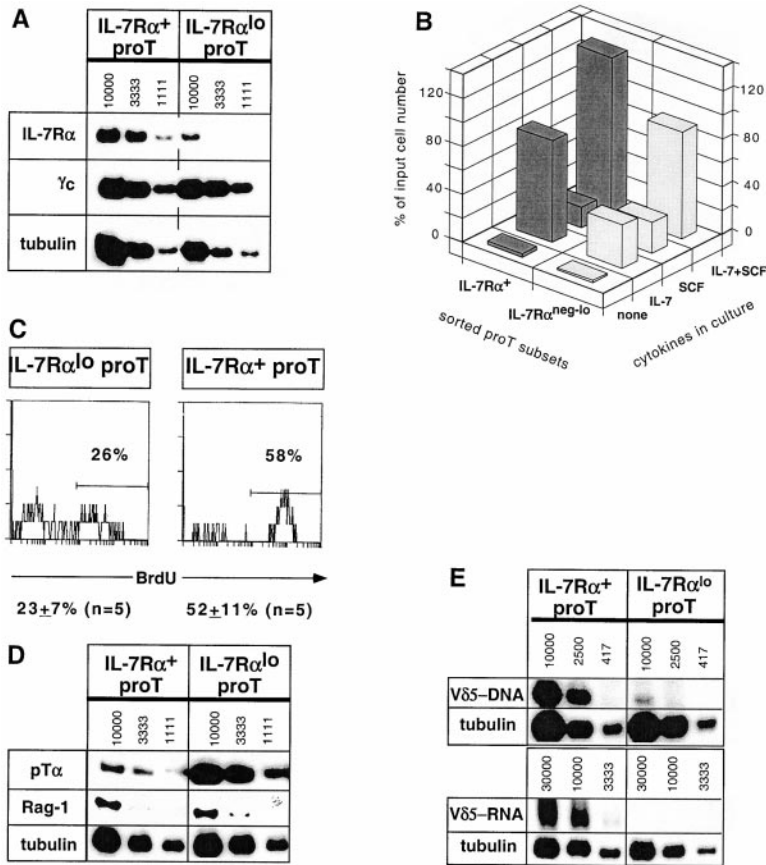 A
IL-7Rα+ proT
IL-7Rαlo proT
10000 3333 1111 10000 3333 1111
IL-7Rα
γc
tubulin
B
% of input cell number
120
80
40
0
120
80
40
0
IL-7Rα+
IL-7Rαneg-lo
none
IL-7
SCF
IL-7+SCF
sorted proT subsets
cytokines in culture
C
IL-7Rαlo proT
IL-7Rα+ proT
26%
58%
BrdU
23±7% (n=5)
52±11% (n=5)
D
IL-7Rα+ proT
IL-7Rαlo proT
10000 3333 1111 10000 3333 1111
pTα
Rag-1
tubulin
E
IL-7Rα+ proT
IL-7Rαlo proT
10000 2500 417 10000 2500 417
Vδ5–DNA
tubulin
30000 10000 3333 30000 10000 3333
Vδ5–RNA
tubulin